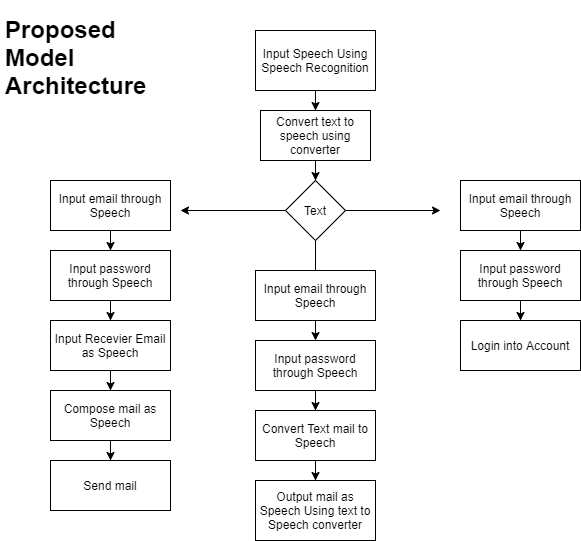 Proposed
Model
Architecture
Input Speech Using
Speech Recognition
Convert text to
speech using
converter
Text
Input email through
Speech
Input password
through Speech
Input Recevier Email
as Speech
Compose mail as
Speech
Send mail
Input email through
Speech
Input password
through Speech
Convert Text mail to
Speech
Output mail as
Speech Using text to
Speech converter
Input email through
Speech
Input password
through Speech
Login into Account